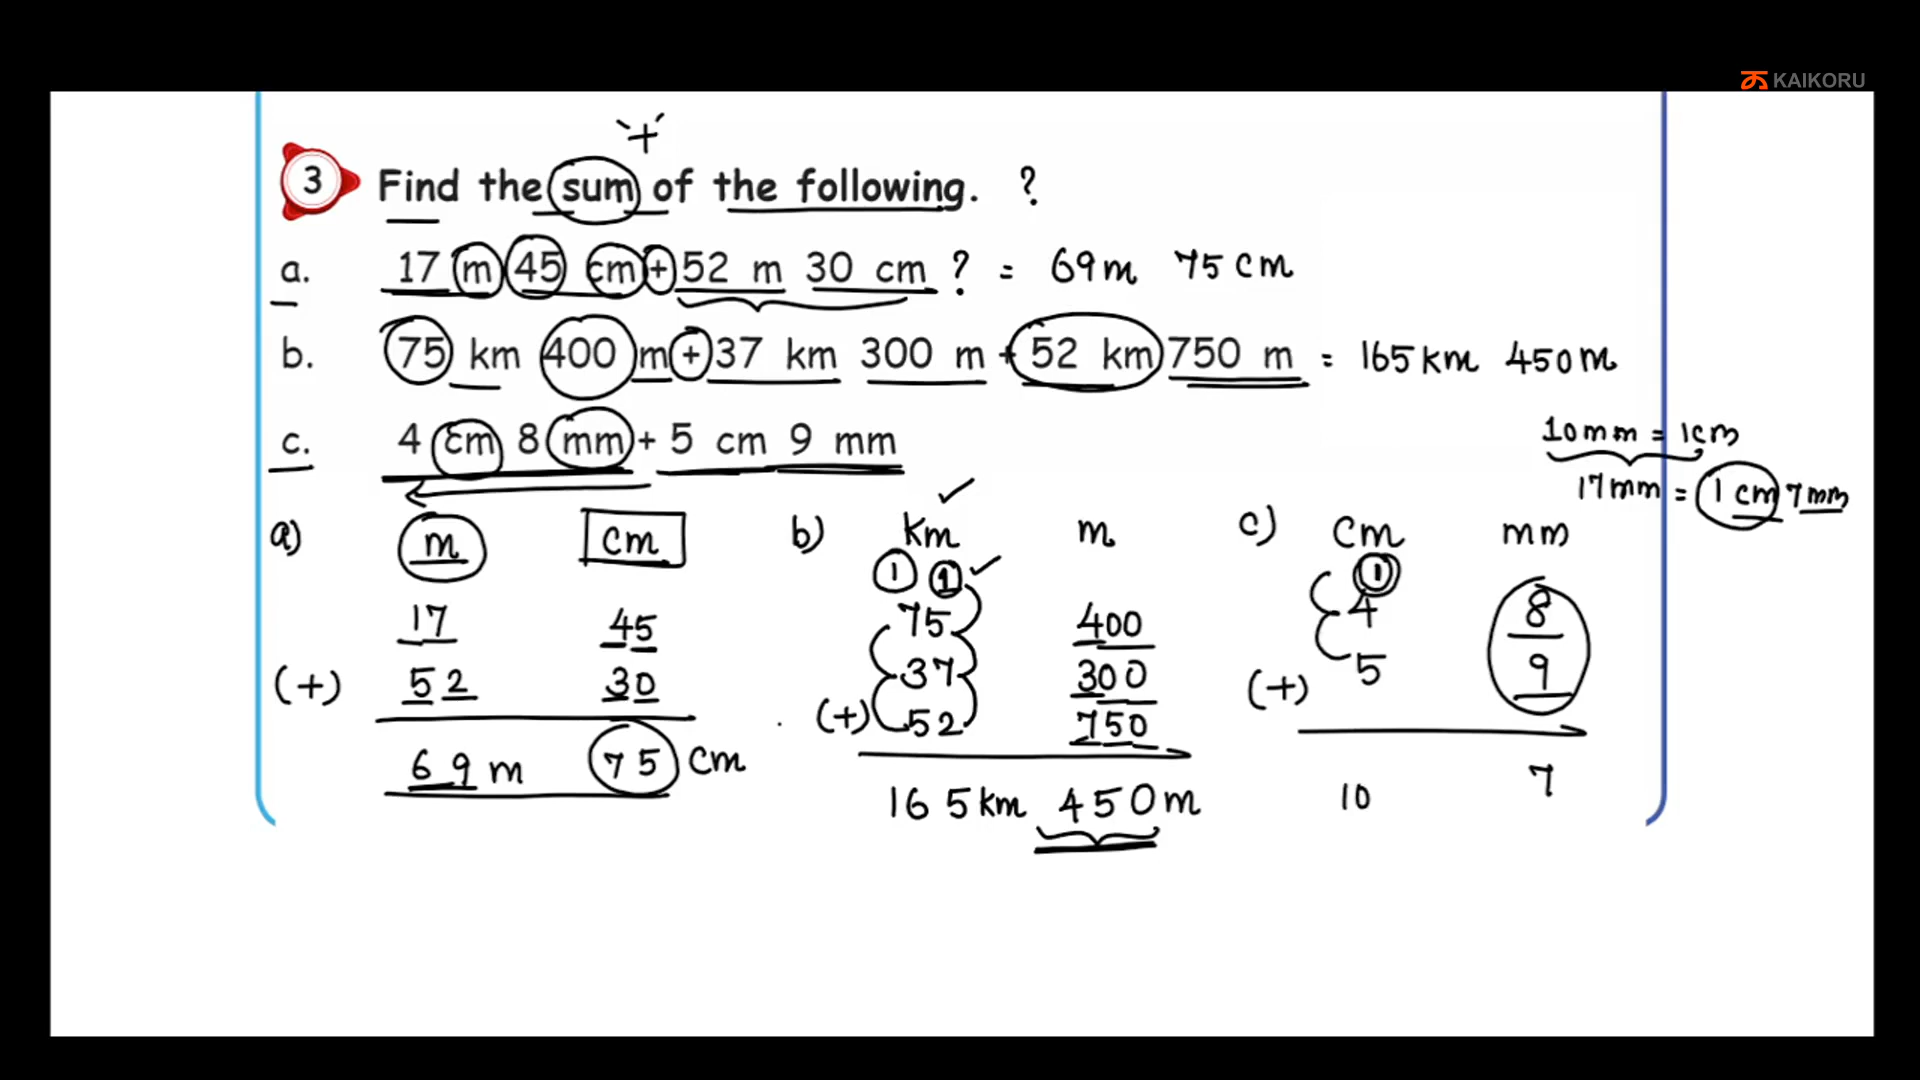 KAIKORU
'+'
3 Find the sum of the following. ?
a. 17 m 45 cm + 52 m 30 cm ? = 69 m 75 cm
b. 75 km 400 m + 37 km 300 m + 52 km 750 m = 165 km 450 m
c. 4 cm 8 mm + 5 cm 9 mm
10 mm = 1 cm
17 mm = 1 cm 7 mm
a) m cm
17 45
(+) 52 30
69 m 75 cm
b) Km m
1 1
75 400
37 300
(+) 52 750
165 km 450 m
c) Cm mm
1
4 8
5 9
(+)
10 7